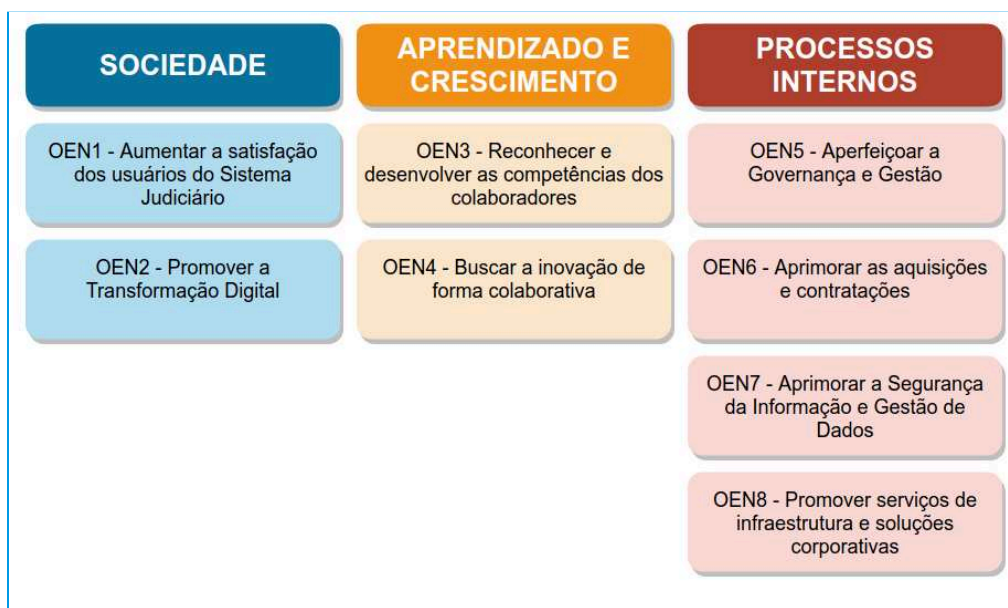 SOCIEDADE
OEN1 - Aumentar a satisfação
dos usuários do Sistema
Judiciário
OEN2 - Promover a
Transformação Digital
APRENDIZADO E
CRESCIMENTO
OEN3 - Reconhecer e
desenvolver as competências dos
colaboradores
OEN4 - Buscar a inovação de
forma colaborativa
PROCESSOS
INTERNOS
OEN5 - Aperfeiçoar a
Governança e Gestão
OEN6 - Aprimorar as aquisições
e contratações
OEN7 - Aprimorar a Segurança
da Informação e Gestão de
Dados
OEN8 - Promover serviços de
infraestrutura e soluções
corporativas